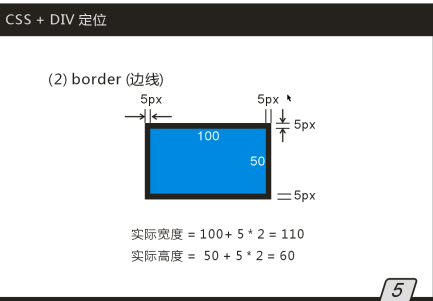 CSS + DIV 定位
(2) border (边线)
5px 5px
5px
100
50
5px
实际宽度 = 100+ 5 * 2 = 110
实际高度 = 50 + 5 * 2 = 60
5